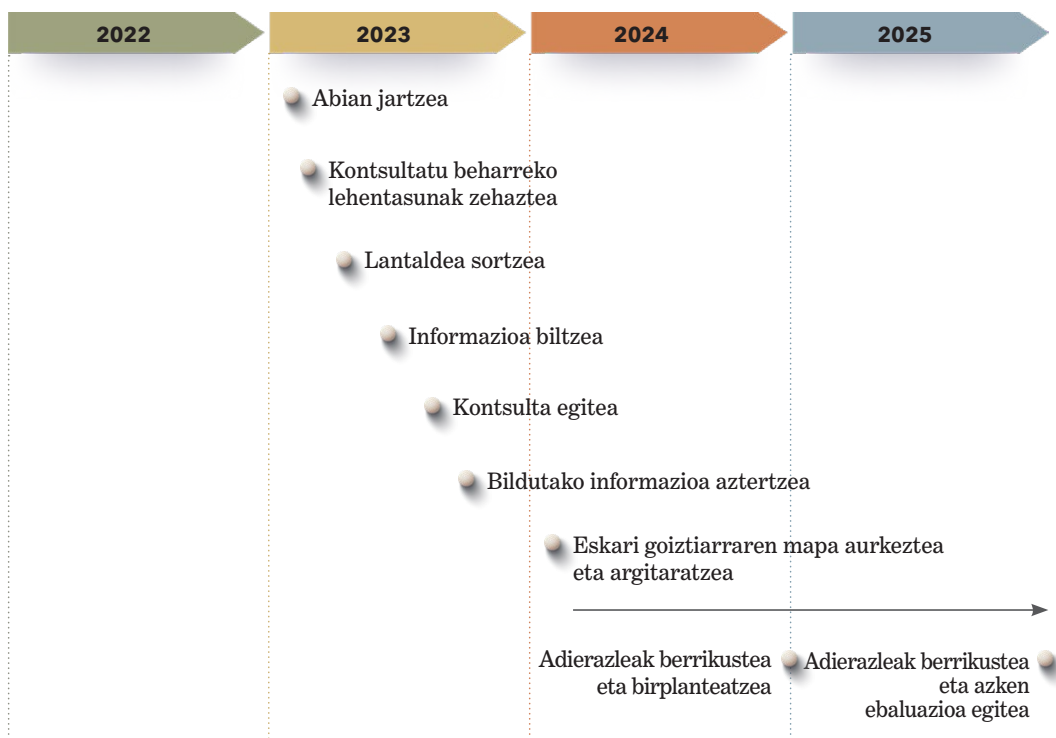 2022
2023
2024
2025
Abian jartzea
Kontsultatu beharreko
lehentasunak zehaztea
Lantaldea sortzea
Informazioa biltzea
Kontsulta egitea
Bildutako informazioa aztertzea
Eskari goiztiarraren mapa aurkeztea
eta argitaratzea
Adierazleak berrikustea
eta birplanteatzea
Adierazleak berrikustea
eta azken
ebaluazioa egitea